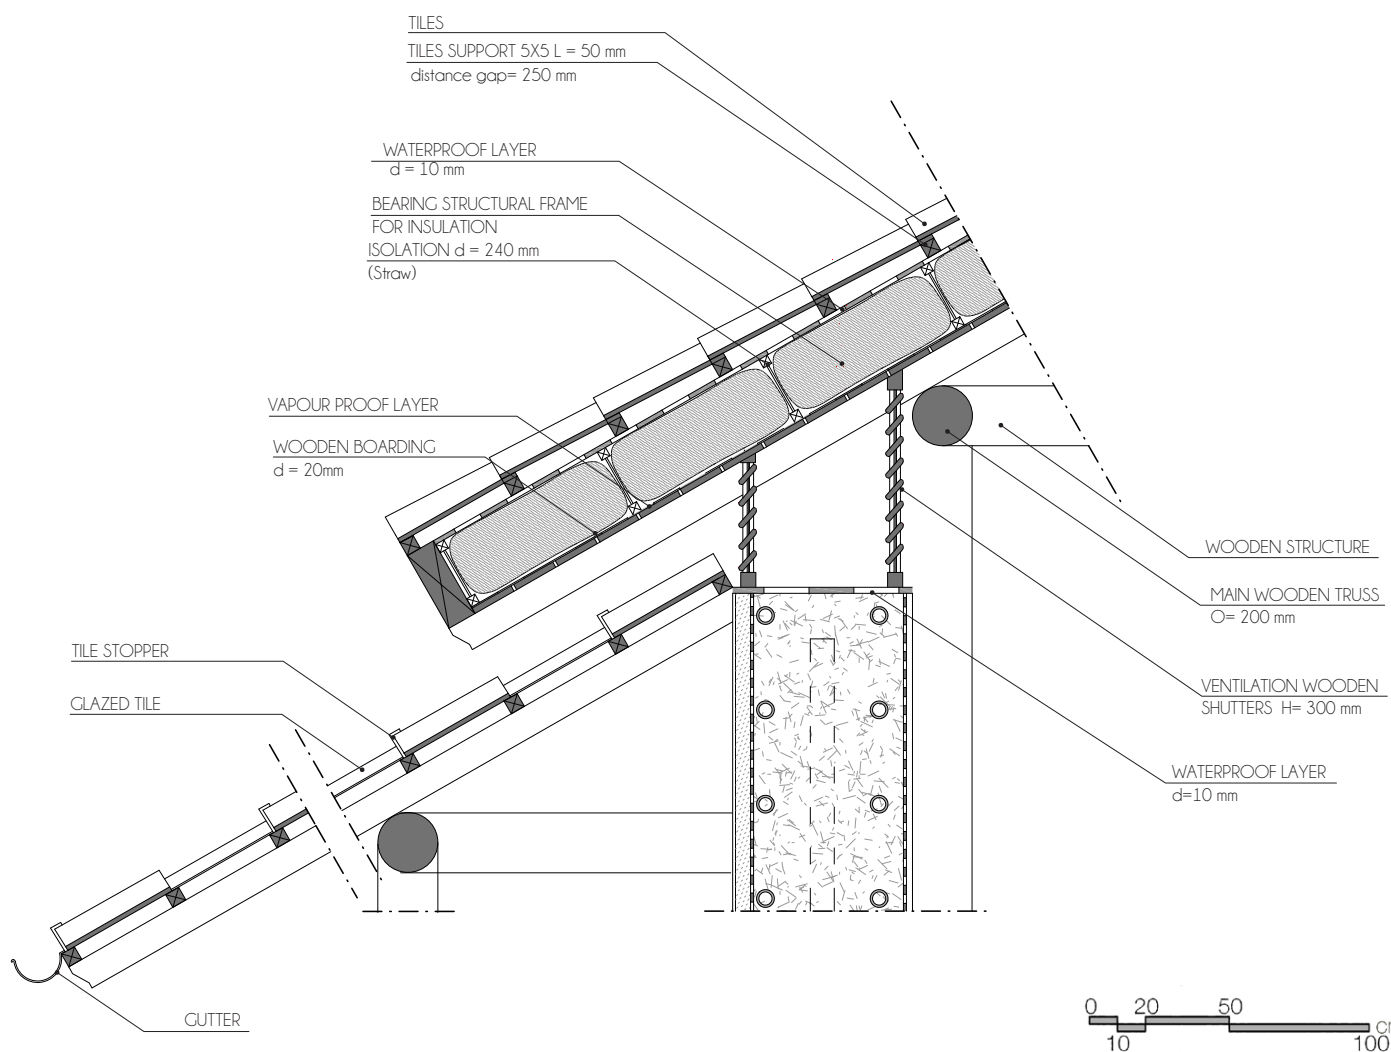 TILES
TILES SUPPORT 5X5 L = 50 mm
distance gap= 250 mm
WATERPROOF LAYER
d = 10 mm
BEARING STRUCTURAL FRAME
FOR INSULATION
ISOLATION d = 240 mm
(Straw)
VAPOUR PROOF LAYER
WOODEN BOARDING
d = 20mm
WOODEN STRUCTURE
MAIN WOODEN TRUSS
O= 200 mm
TILE STOPPER
GLAZED TILE
VENTILATION WOODEN
SHUTTERS H= 300 mm
WATERPROOF LAYER
d=10 mm
GUTTER
0 20 50
10 100